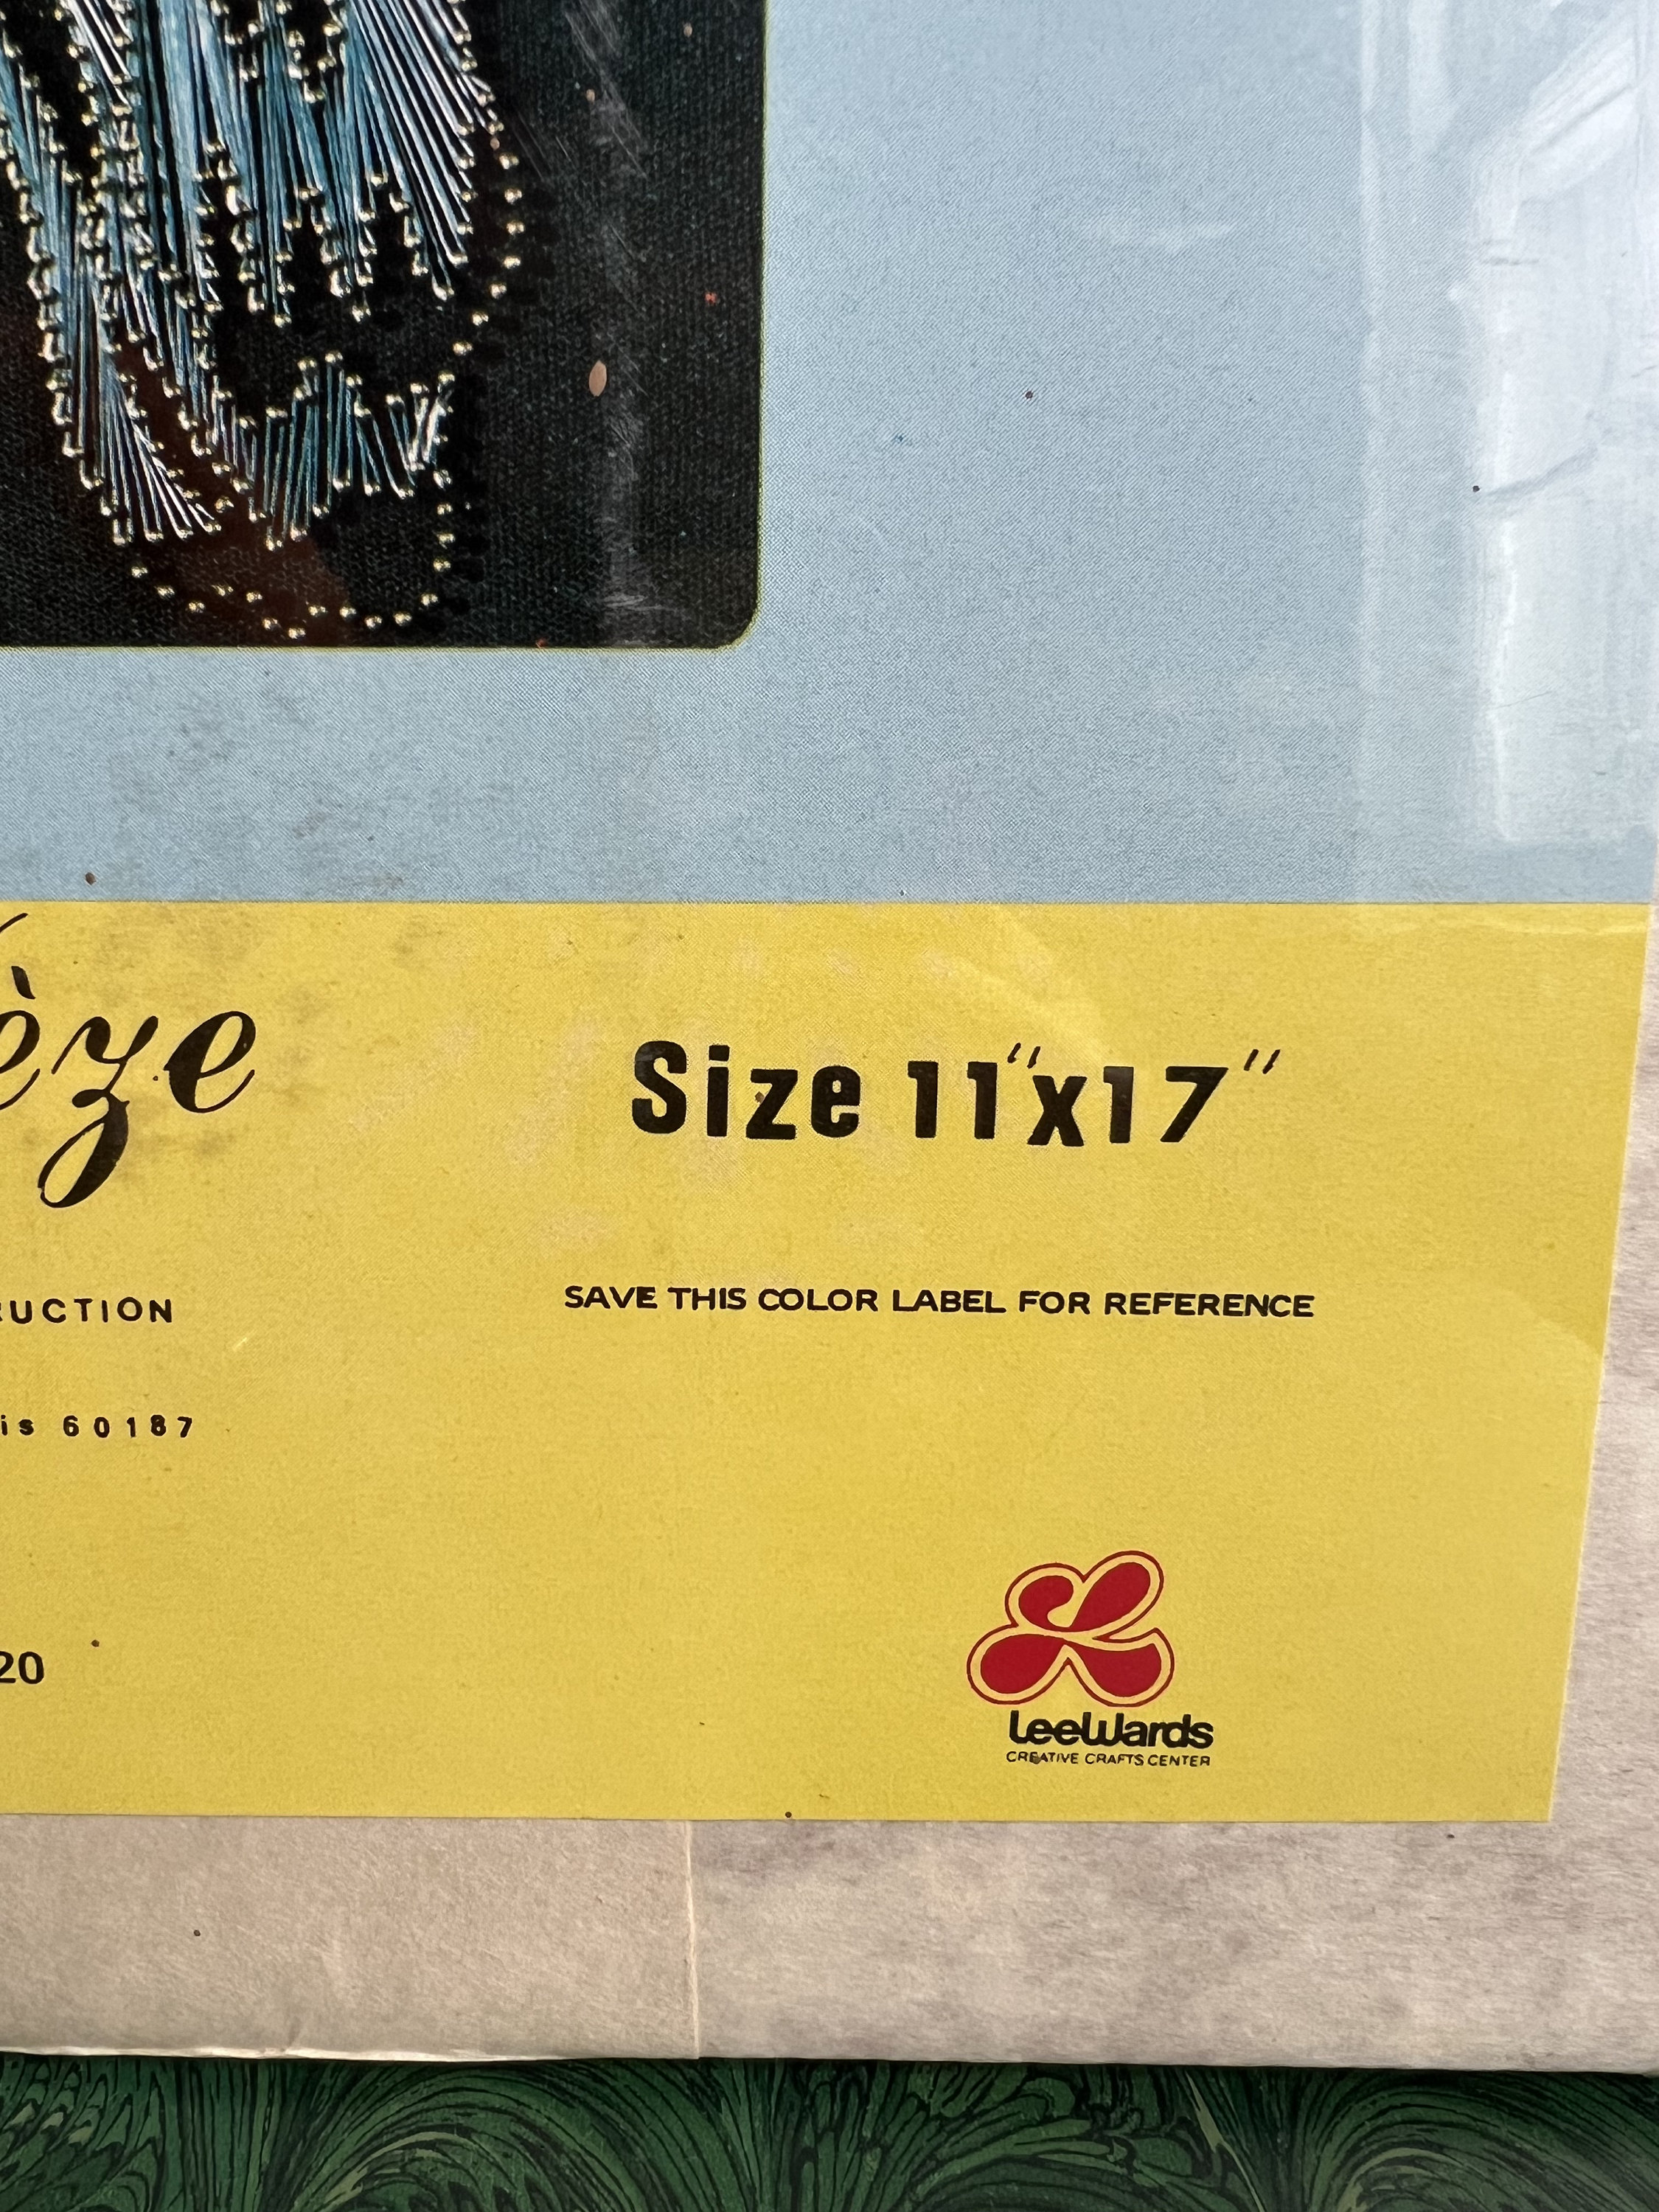 èze
Size 11"x17"
SAVE THIS COLOR LABEL FOR REFERENCE
RUCTION
is 60187
20
LeeWards
CREATIVE CRAFTS CENTER